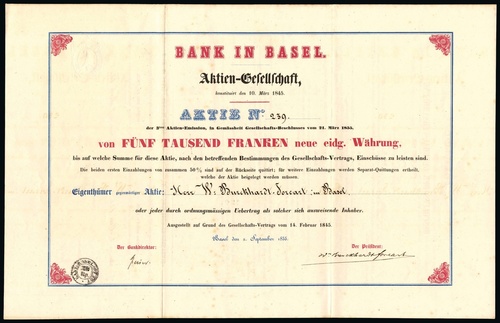 BANK IN BASEL.
Aktien-Gesellschaft,
konstituirt den 10. März 1845.
AKTIE No. 239.
der 3ten Aktien-Emission, in Gemässheit Gesellschafts-Beschlusses vom 21. März 1855,
von FÜNF TAUSEND FRANKEN neue eidg. Währung,
bis auf welche Summe für diese Aktie, nach den betreffenden Bestimmungen des Gesellschafts-Vertrags, Einschüsse zu leisten sind.
Die beiden ersten Einzahlungen von zusammen 50% sind auf der Rückseite quittirt; für weitere Einzahlungen werden Separat-Quittungen ertheilt,
welche der Aktie beigelegt werden müssen.
Eigenthümer gegenwärtiger Aktie: Herr W. Burckhardt-Forcart in Basel
oder jeder durch ordnungsmässigen Uebertrag als solcher sich ausweisende Inhaber.
Ausgestellt auf Grund des Gesellschafts-Vertrags vom 14. Februar 1845.
Basel den 1. September 1855.
Der Bankdirektor:
Der Präsident:
W Burckhardt Forcart